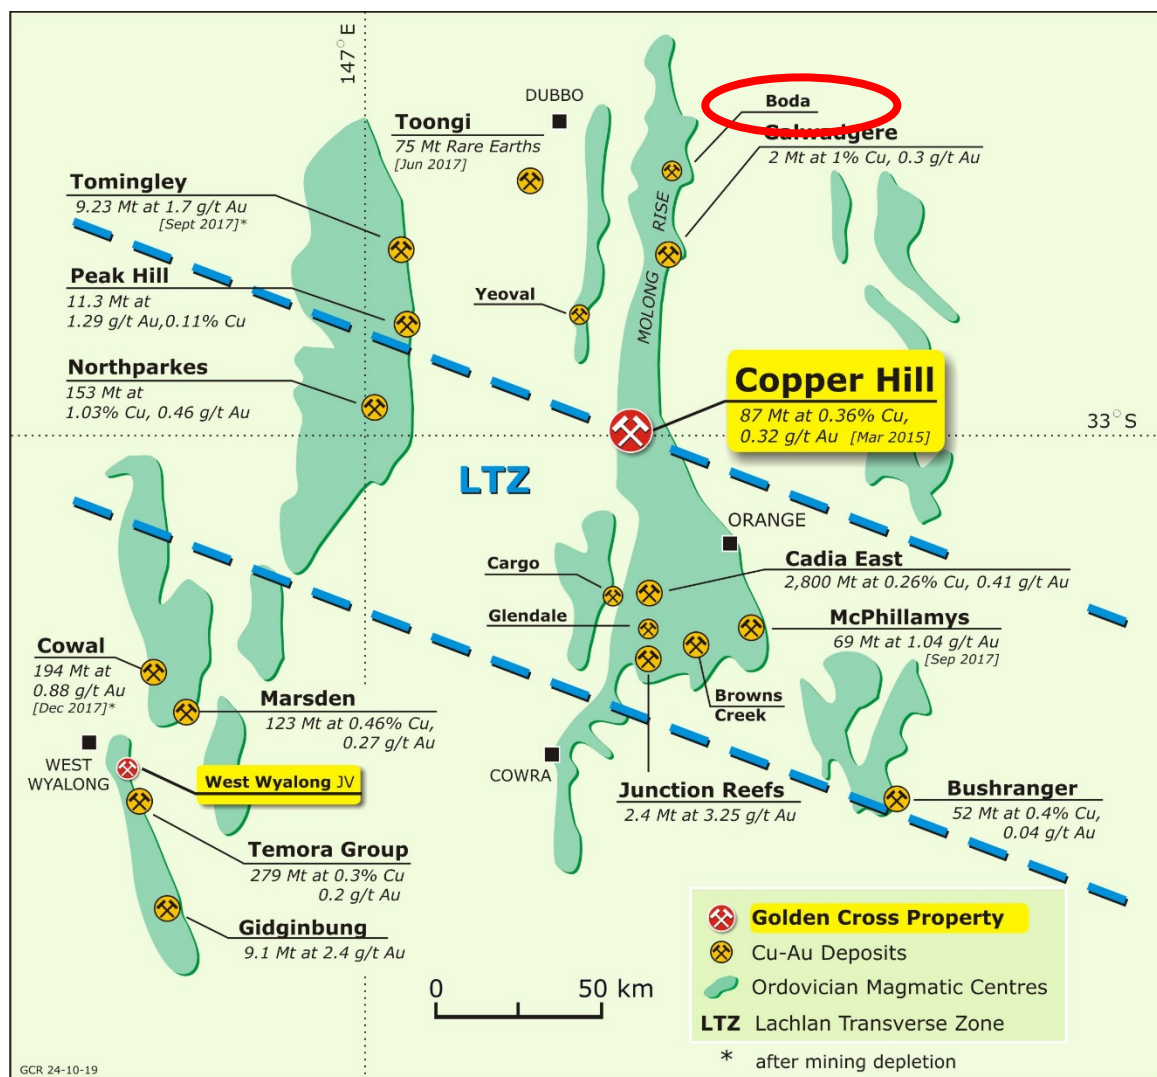 147° E
DUBBO
Boda
Toongi
75 Mt Rare Earths
[Jun 2017]
Galwadgere
2 Mt at 1% Cu, 0.3 g/t Au
Tomingley
9.23 Mt at 1.7 g/t Au
[Sept 2017]*
MOLONG RISE
Peak Hill
11.3 Mt at
1.29 g/t Au,0.11% Cu
Yeoval
Northparkes
153 Mt at
1.03% Cu, 0.46 g/t Au
Copper Hill
87 Mt at 0.36% Cu,
0.32 g/t Au [Mar 2015]
33° S
LTZ
ORANGE
Cargo
Cadia East
2,800 Mt at 0.26% Cu, 0.41 g/t Au
Glendale
McPhillamys
69 Mt at 1.04 g/t Au
[Sep 2017]
Cowal
194 Mt at
0.88 g/t Au
[Dec 2017]*
Marsden
123 Mt at 0.46% Cu,
0.27 g/t Au
Browns
Creek
WEST
WYALONG
West Wyalong JV
COWRA
Junction Reefs
2.4 Mt at 3.25 g/t Au
Bushranger
52 Mt at 0.4% Cu,
0.04 g/t Au
Temora Group
279 Mt at 0.3% Cu
0.2 g/t Au
Gidginbung
9.1 Mt at 2.4 g/t Au
0 50 km
Golden Cross Property
Cu-Au Deposits
Ordovician Magmatic Centres
LTZ Lachlan Transverse Zone
* after mining depletion
GCR 24-10-19